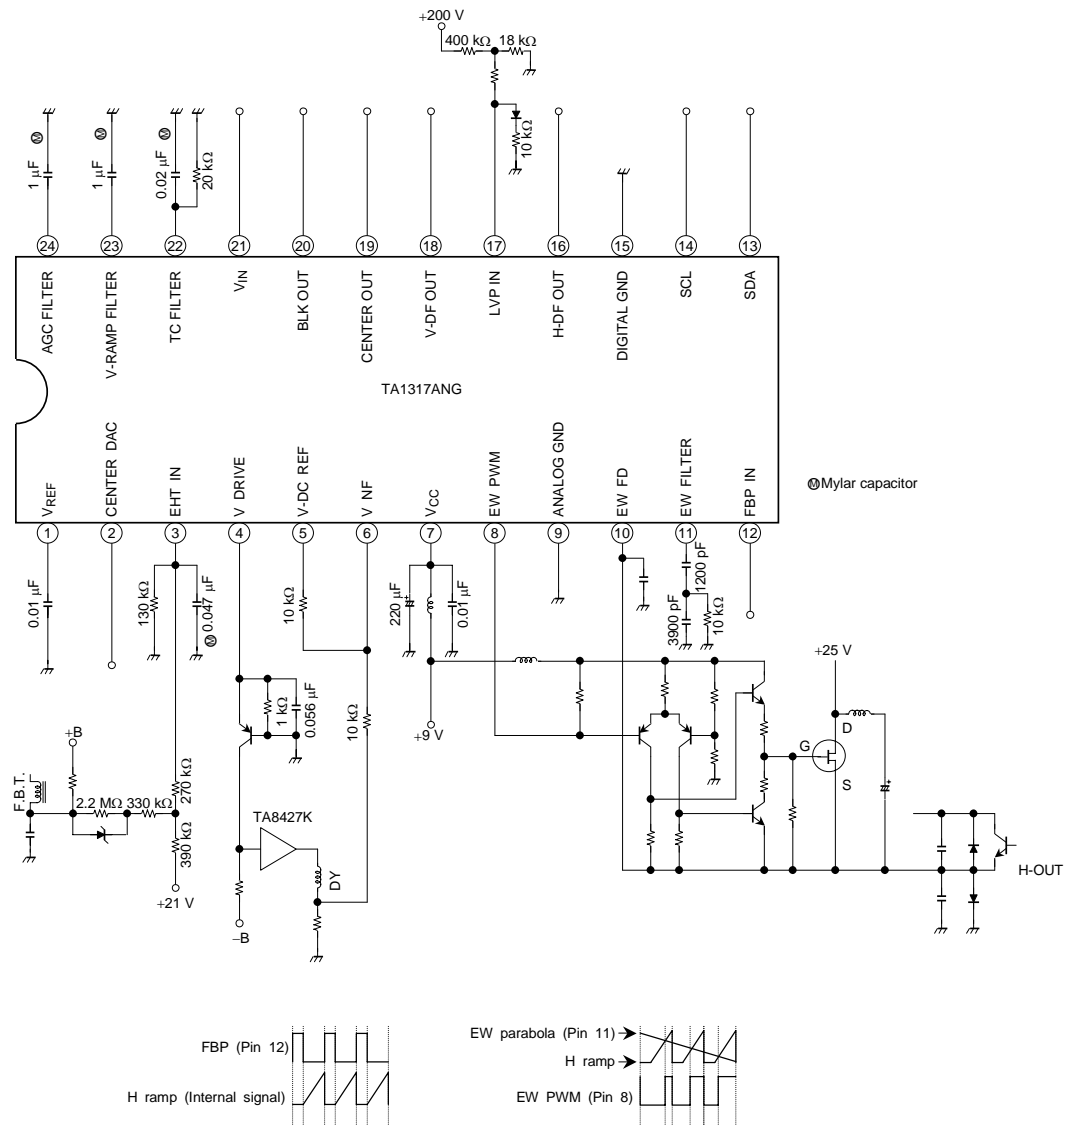 +200 V
400 kΩ 18 kΩ
10 kΩ
Ⓜ
1 μF
Ⓜ
1 μF
Ⓜ
0.02 μF
20 kΩ
24 23 22 21 20 19 18 17 16 15 14 13
AGC FILTER
V-RAMP FILTER
TC FILTER
VIN
BLK OUT
CENTER OUT
V-DF OUT
LVP IN
H-DF OUT
DIGITAL GND
SCL
SDA
TA1317ANG
VREF
CENTER DAC
EHT IN
V DRIVE
V-DC REF
V NF
VCC
EW PWM
ANALOG GND
EW FD
EW FILTER
FBP IN
1 2 3 4 5 6 7 8 9 10 11 12
ⓂMylar capacitor
0.01 μF
130 kΩ
Ⓜ 0.047 μF
10 kΩ
220 μF
+
0.01 μF
1200 pF
3900 pF
10 kΩ
1 kΩ
0.056 μF
10 kΩ
+9 V
+25 V
D
G
S
+
+B
F.B.T.
2.2 MΩ 330 kΩ
270 kΩ
390 kΩ
+21 V
TA8427K
DY
−B
H-OUT
FBP (Pin 12)
H ramp (Internal signal)
EW parabola (Pin 11)
H ramp
EW PWM (Pin 8)